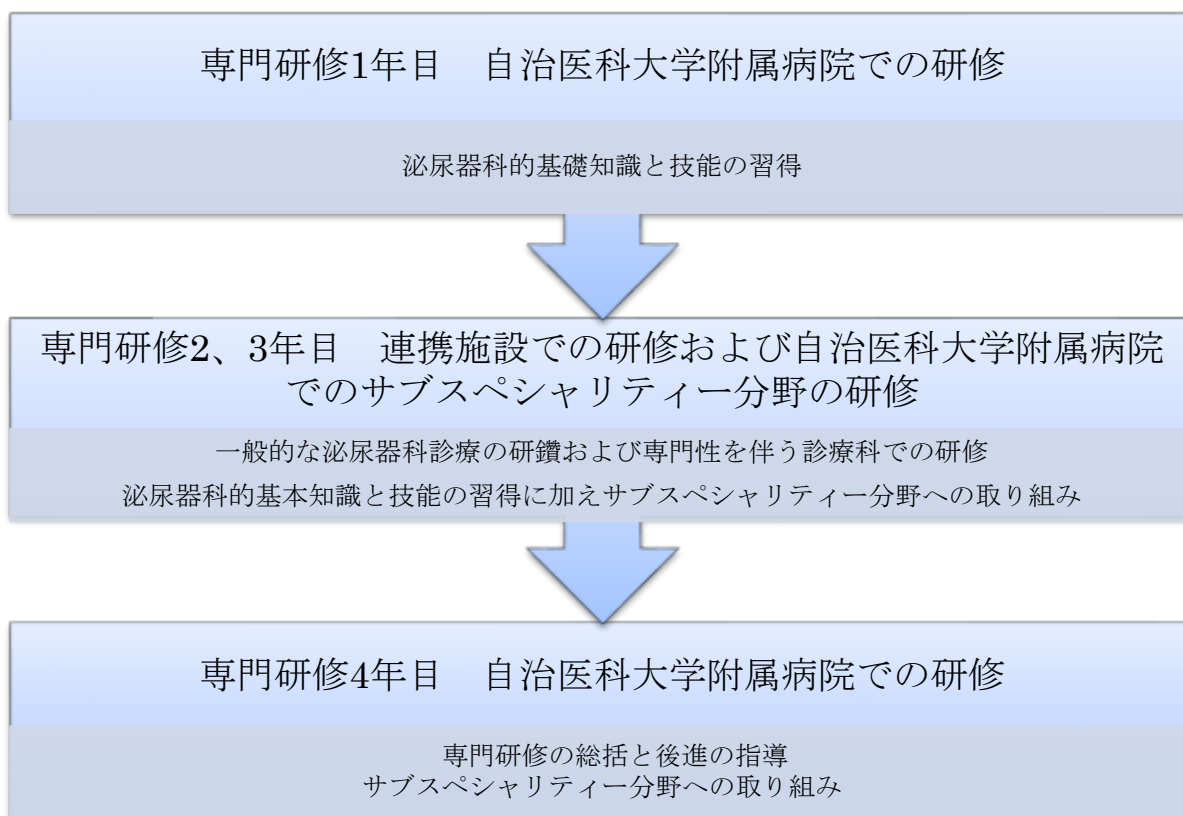 専門研修1年目　自治医科大学附属病院での研修
泌尿器科的基礎知識と技能の習得
専門研修2、3年目　連携施設での研修および自治医科大学附属病院
でのサブスペシャリティー分野の研修
一般的な泌尿器科診療の研鑽および専門性を伴う診療科での研修
泌尿器科的基本知識と技能の習得に加えサブスペシャリティー分野への取り組み
専門研修4年目　自治医科大学附属病院での研修
専門研修の総括と後進の指導
サブスペシャリティー分野への取り組み